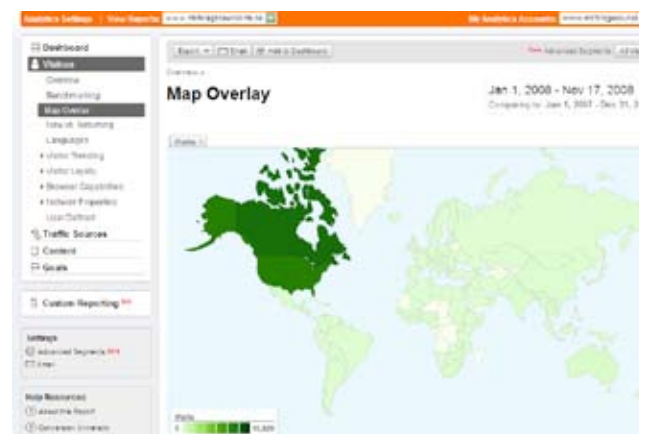 Analytics Settings | View Reports:
My Analytics Accounts:
Dashboard
Visitors
Overview
Benchmarking
Map Overlay
Languages
Visitor Trending
Visitor Loyalty
Browser Capabilities
Network Properties
User Defined
Traffic Sources
Content
Goals
Custom Reporting
Settings
Advanced Segments
Email
Help Resources
About this Report
Conversion University
Export
Email
Add to Dashboard
Advanced Segments:
Overview »
Map Overlay
Jan 1, 2008 - Nov 17, 2008
Comparing to: Jan 1, 2007 - Dec 31,
Visits
Visits